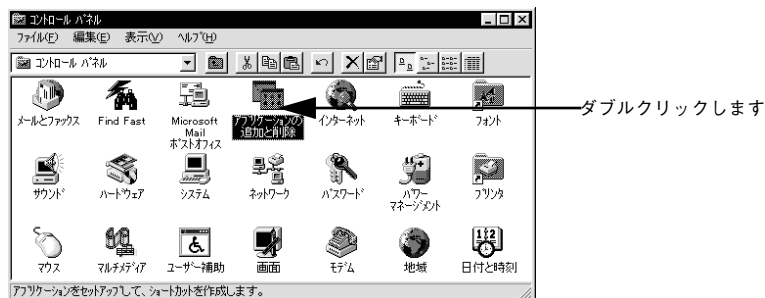 コントロール パネル
ファイル(F) 編集(E) 表示(V) ヘルプ(H)
コントロール パネル
メールとファックス
Find Fast
Microsoft
Mail
ポストオフィス
アプリケーションの
追加と削除
インターネット
キーボード
フォント
ダブルクリックします
サウンド
ハードウェア
システム
ネットワーク
パスワード
パワー
マネージメント
プリンタ
マウス
マルチメディア
ユーザー補助
画面
モデム
地域
日付と時刻
アプリケーションをセットアップして、ショートカットを作成します。